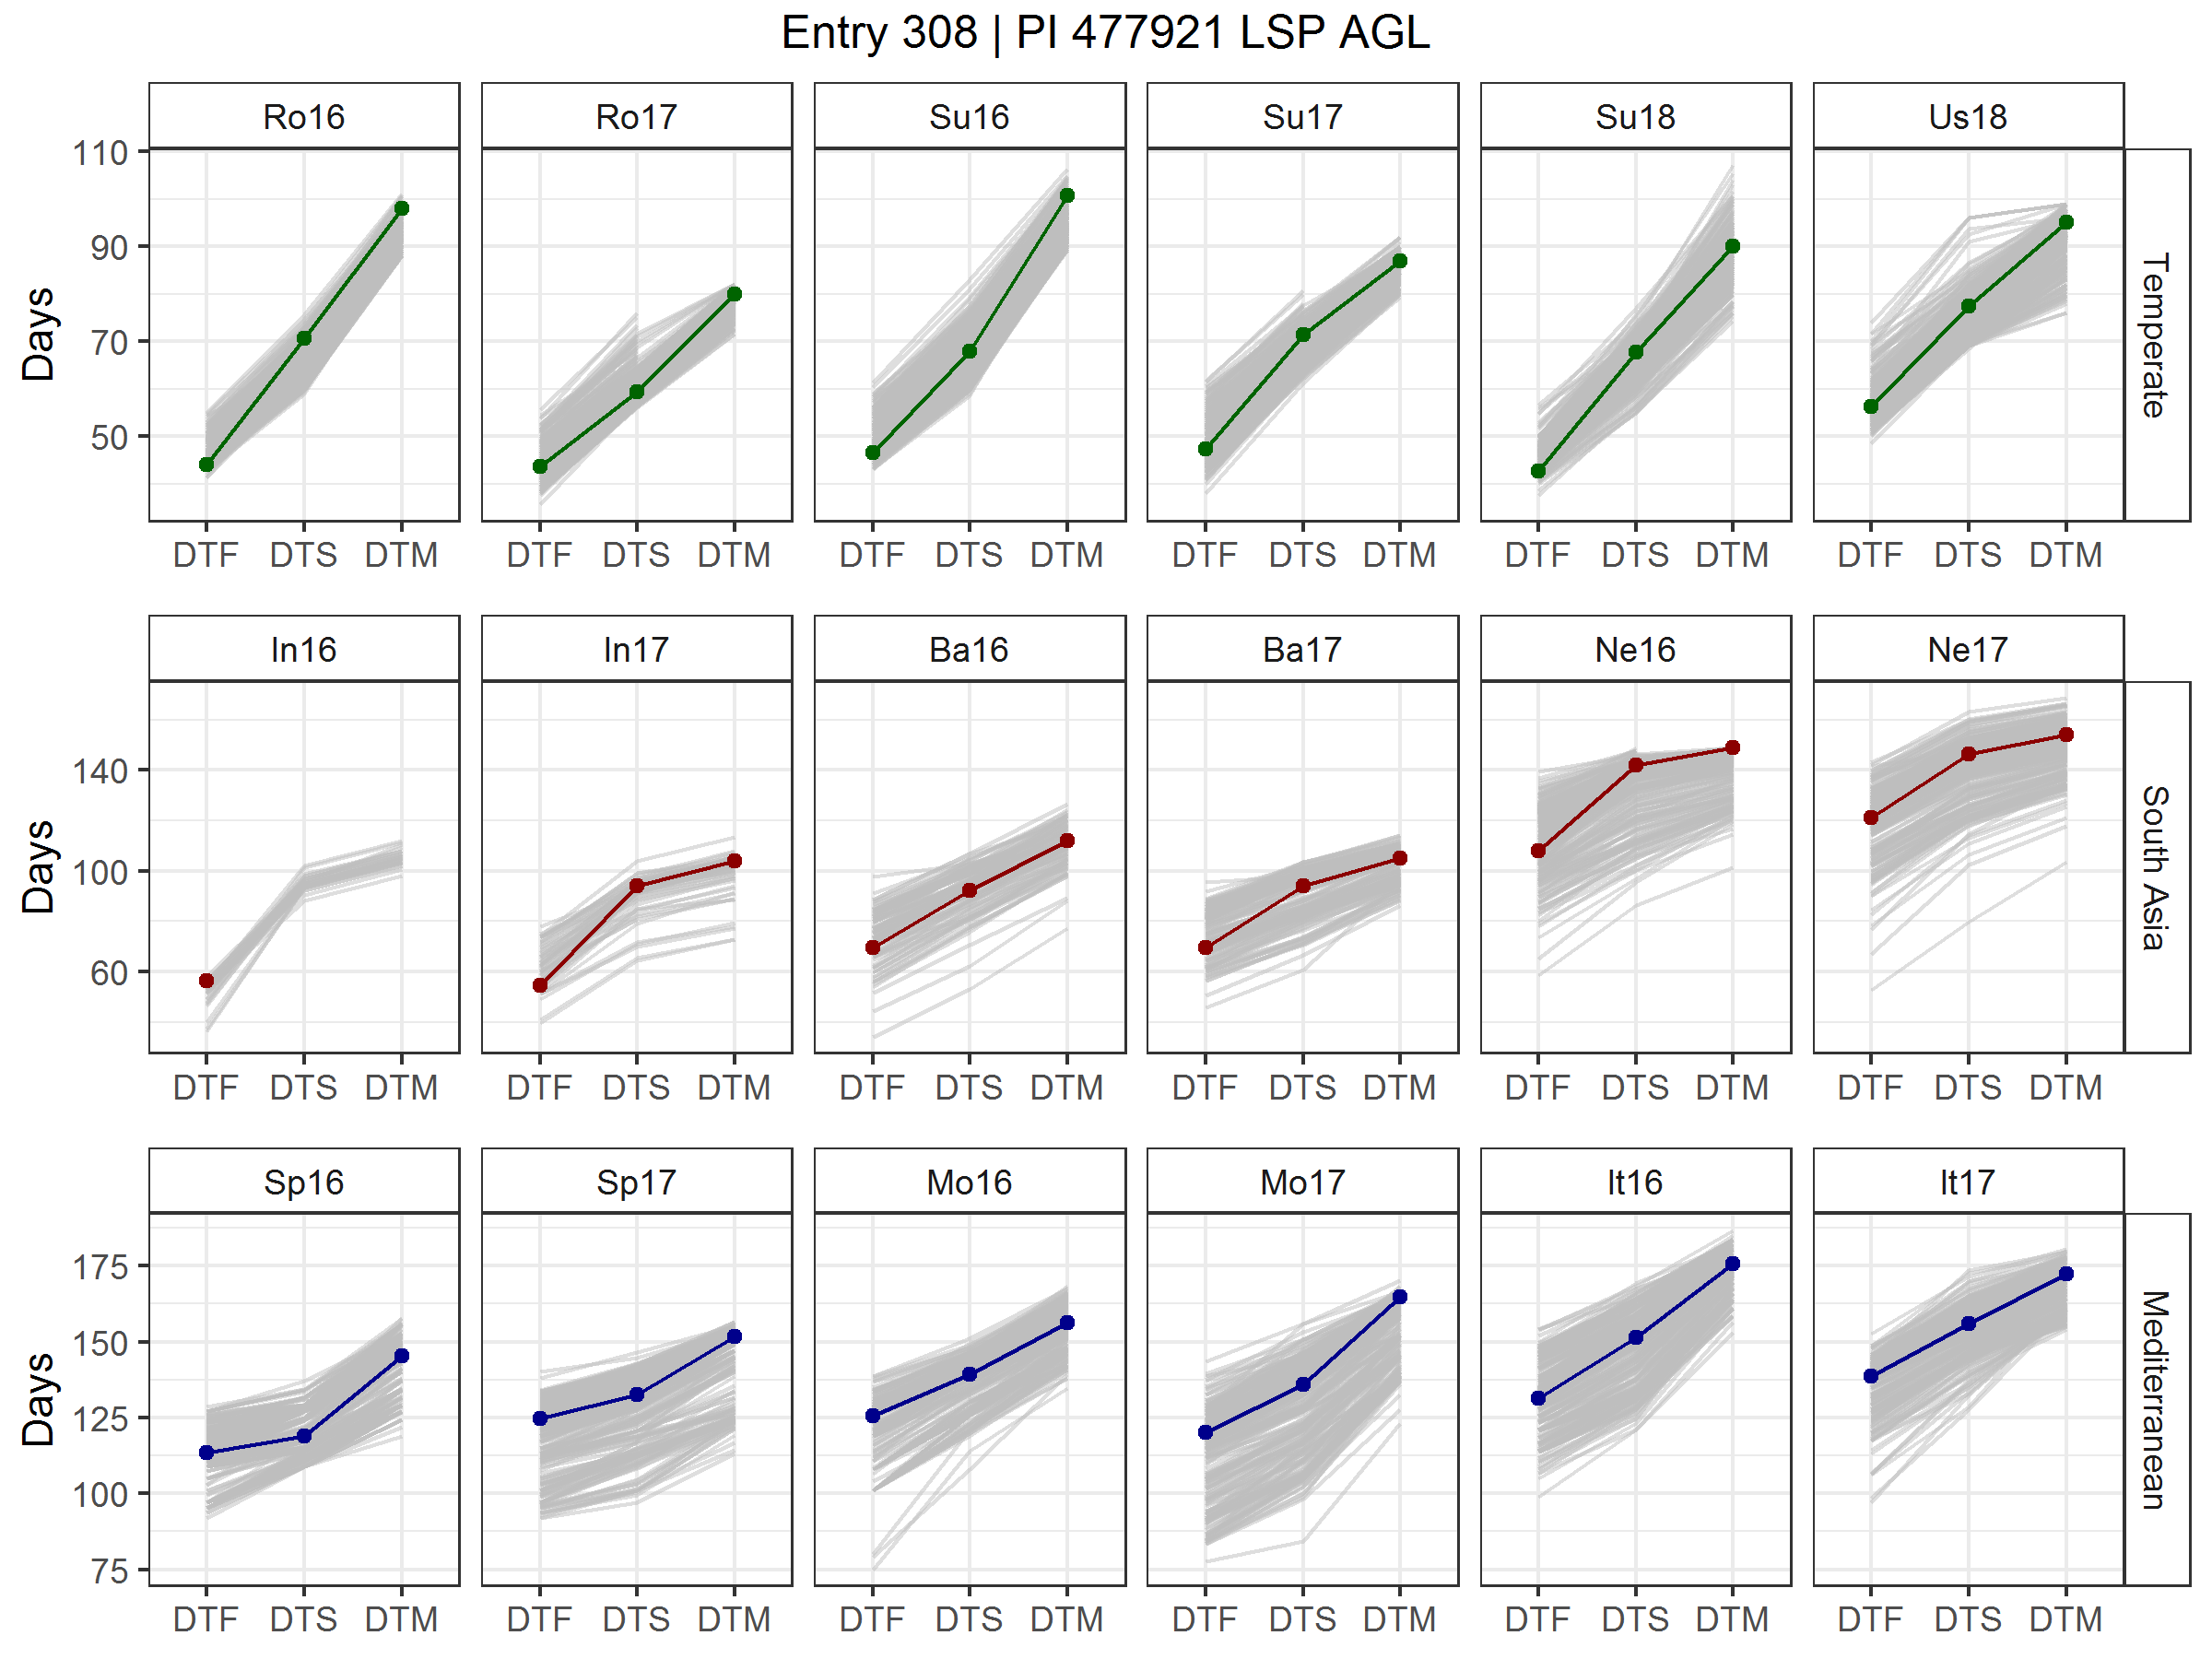 Entry 308 | PI 477921 LSP AGL
Ro16 Ro17 Su16 Su17 Su18 Us18
110
90
70
50
Days
Temperate
DTF DTS DTM DTF DTS DTM DTF DTS DTM DTF DTS DTM DTF DTS DTM DTF DTS DTM
In16 In17 Ba16 Ba17 Ne16 Ne17
140
100
60
Days
South Asia
DTF DTS DTM DTF DTS DTM DTF DTS DTM DTF DTS DTM DTF DTS DTM DTF DTS DTM
Sp16 Sp17 Mo16 Mo17 It16 It17
175
150
125
100
75
Days
Mediterranean
DTF DTS DTM DTF DTS DTM DTF DTS DTM DTF DTS DTM DTF DTS DTM DTF DTS DTM